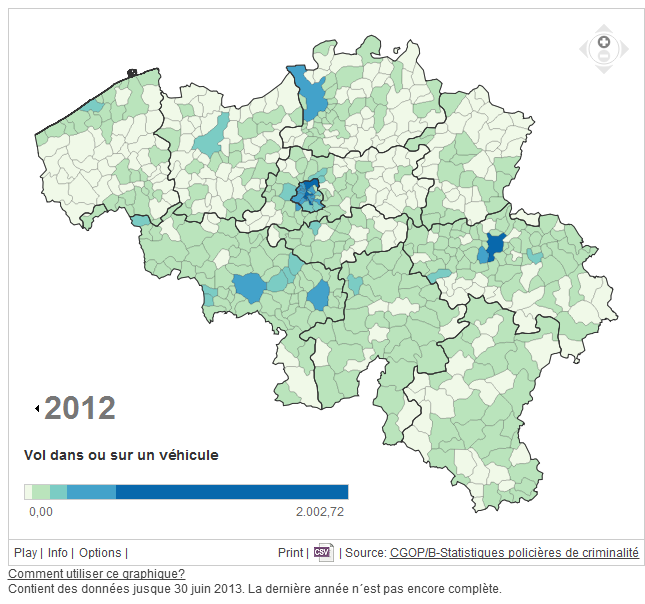 2012
Vol dans ou sur un véhicule
0,00 2.002,72
Play | Info | Options | Print | CSV | Source: CGOP/B-Statistiques policières de criminalité
Comment utiliser ce graphique?
Contient des données jusque 30 juin 2013. La dernière année n´est pas encore complète.